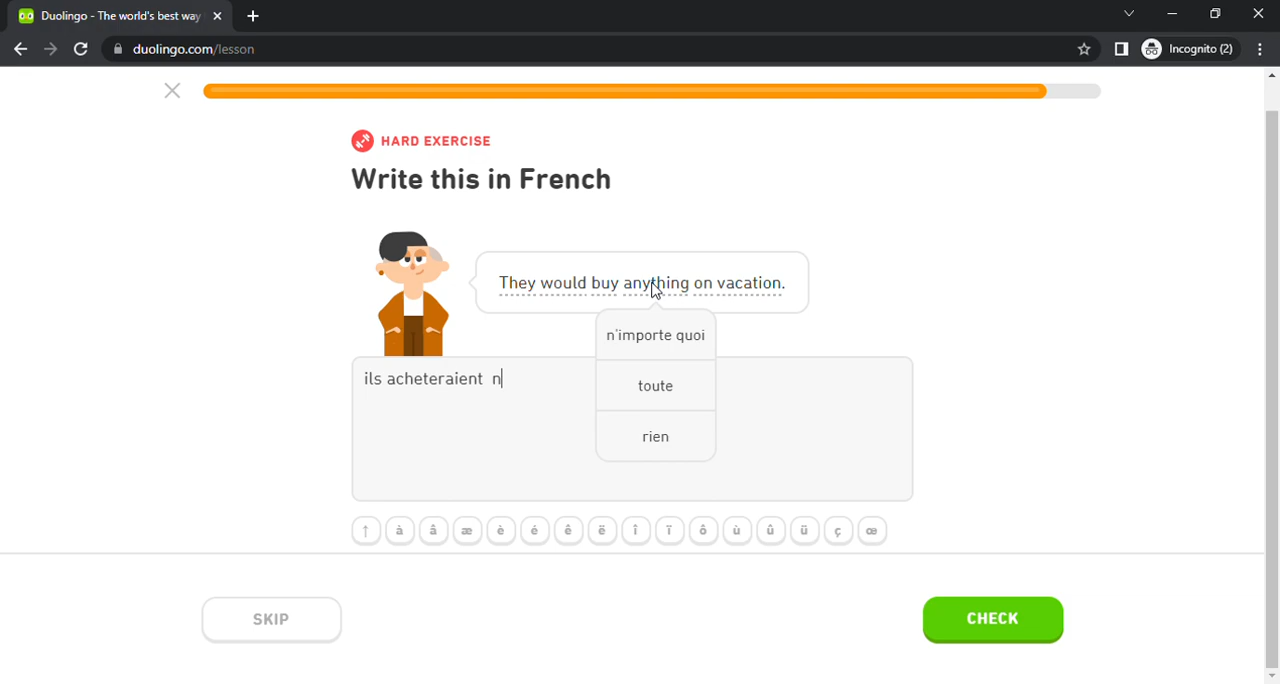 Duolingo - The world's best way
duolingo.com/lesson
Incognito (2)
HARD EXERCISE
Write this in French
They would buy anything on vacation.
n'importe quoi
toute
rien
ils acheteraient n
↑ à â æ è é ê ë î ï ô ù û ü ç œ
SKIP
CHECK